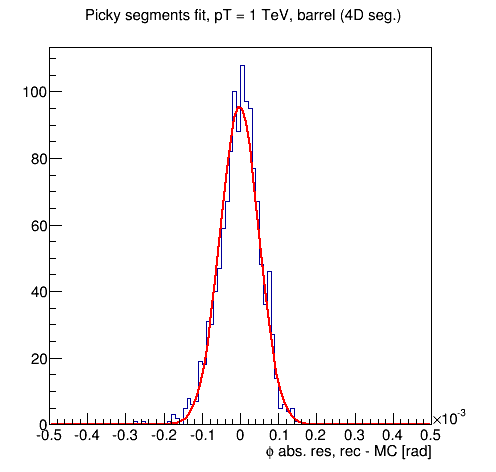 Picky segments fit, pT = 1 TeV, barrel (4D seg.)
100
80
60
40
20
0
-0.5 -0.4 -0.3 -0.2 -0.1 0 0.1 0.2 0.3 0.4 0.5
×10⁻³
ϕ abs. res, rec - MC [rad]